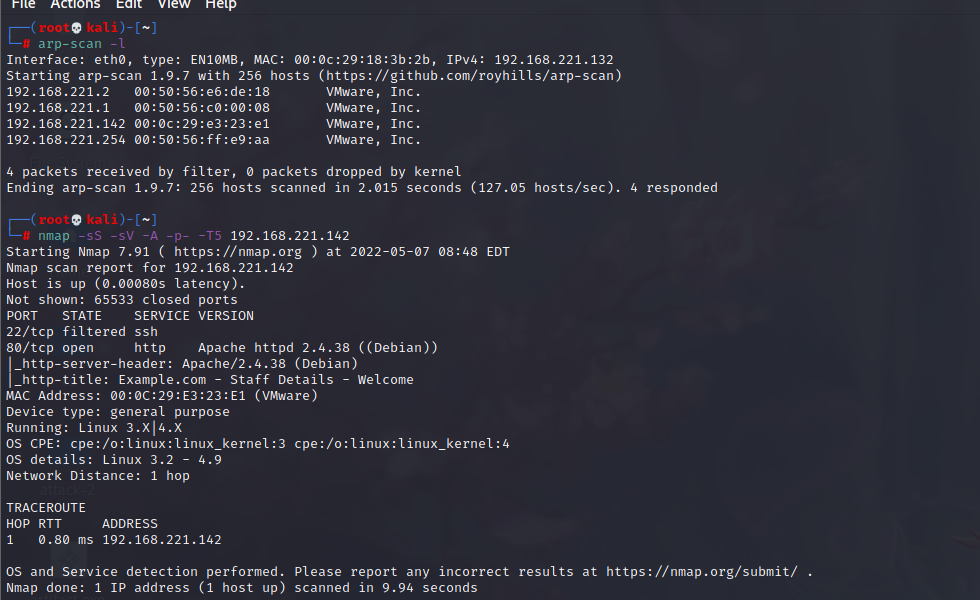 File Actions Edit View Help
┌──(root💀kali)-[~]
└─# arp-scan -l
Interface: eth0, type: EN10MB, MAC: 00:0c:29:18:3b:2b, IPv4: 192.168.221.132
Starting arp-scan 1.9.7 with 256 hosts (https://github.com/royhills/arp-scan)
192.168.221.2   00:50:56:e6:de:18       VMware, Inc.
192.168.221.1   00:50:56:c0:00:08       VMware, Inc.
192.168.221.142 00:0c:29:e3:23:e1       VMware, Inc.
192.168.221.254 00:50:56:ff:e9:aa       VMware, Inc.

4 packets received by filter, 0 packets dropped by kernel
Ending arp-scan 1.9.7: 256 hosts scanned in 2.015 seconds (127.05 hosts/sec). 4 responded

┌──(root💀kali)-[~]
└─# nmap -sS -sV -A -p- -T5 192.168.221.142
Starting Nmap 7.91 ( https://nmap.org ) at 2022-05-07 08:48 EDT
Nmap scan report for 192.168.221.142
Host is up (0.00080s latency).
Not shown: 65533 closed ports
PORT   STATE    SERVICE VERSION
22/tcp filtered ssh
80/tcp open     http    Apache httpd 2.4.38 ((Debian))
|_http-server-header: Apache/2.4.38 (Debian)
|_http-title: Example.com - Staff Details - Welcome
MAC Address: 00:0C:29:E3:23:E1 (VMware)
Device type: general purpose
Running: Linux 3.X|4.X
OS CPE: cpe:/o:linux:linux_kernel:3 cpe:/o:linux:linux_kernel:4
OS details: Linux 3.2 - 4.9
Network Distance: 1 hop

TRACEROUTE
HOP RTT     ADDRESS
1   0.80 ms 192.168.221.142

OS and Service detection performed. Please report any incorrect results at https://nmap.org/submit/ .
Nmap done: 1 IP address (1 host up) scanned in 9.94 seconds